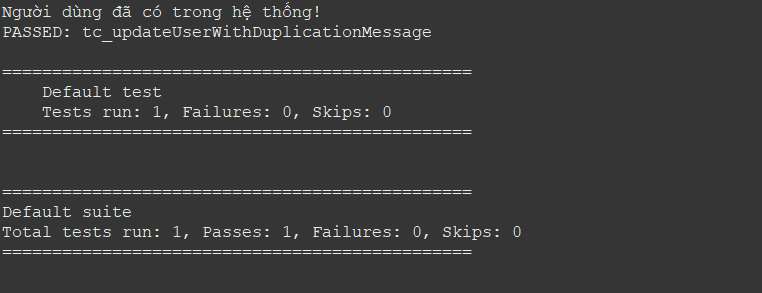 Người dùng đã có trong hệ thống!
PASSED: tc_updateUserWithDuplicationMessage
===============================================
Default test
Tests run: 1, Failures: 0, Skips: 0
===============================================
===============================================
Default suite
Total tests run: 1, Passes: 1, Failures: 0, Skips: 0
===============================================